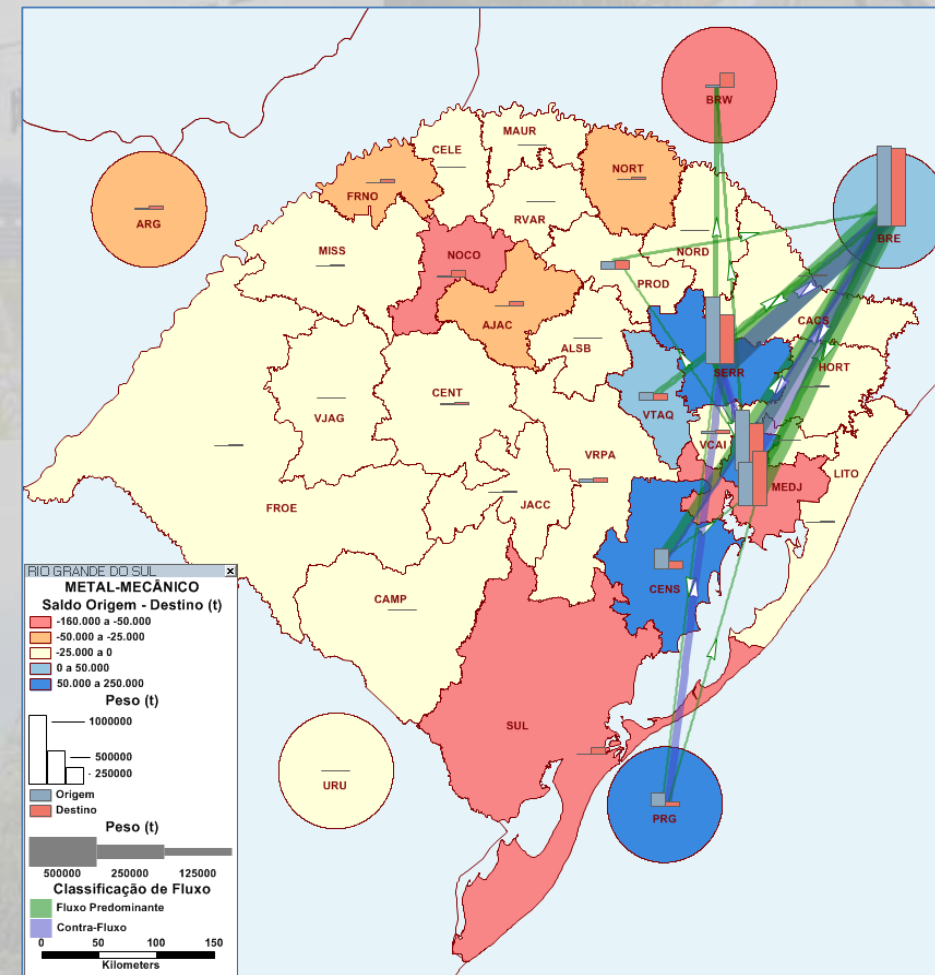 BRW
MAUR
CELE
NORT
FRNO
ARG
RVAR
BRE
MISS
NOCO
NORD
PROD
CACS
AJAC
ALSB
SERR
HORT
CENT
VJAG
VTAQ
VCAI
VRPA
LITO
MEDJ
FROE
JACC
CENS
CAMP
SUL
URU
PRG
RIO GRANDE DO SUL
METAL-MECÂNICO
Saldo Origem - Destino (t)
-160.000 a -50.000
-50.000 a -25.000
-25.000 a 0
0 a 50.000
50.000 a 250.000
Peso (t)
1000000
500000
250000
Origem
Destino
Peso (t)
500000 250000 125000
Classificação de Fluxo
Fluxo Predominante
Contra-Fluxo
0 50 100 150
Kilometers